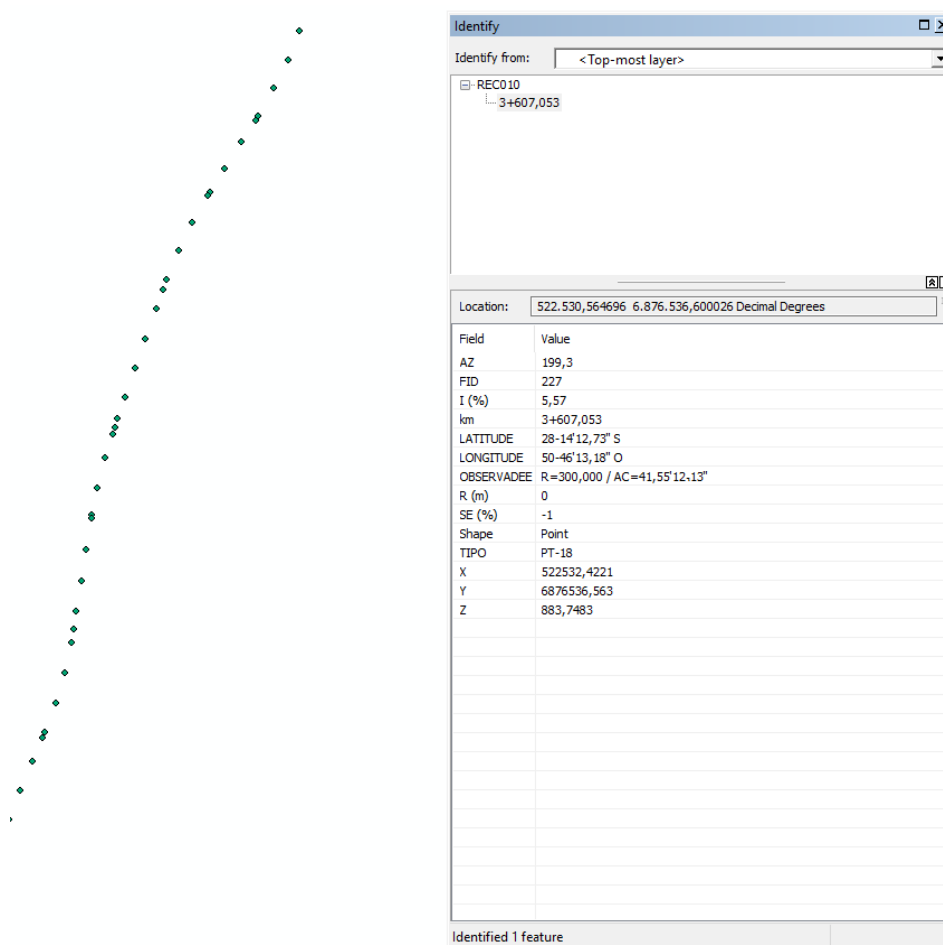 Identify
Identify from: <Top-most layer>
REC010
3+607,053
Location: 522.530,564696 6.876.536,600026 Decimal Degrees
Field Value
AZ 199,3
FID 227
I (%) 5,57
km 3+607,053
LATITUDE 28-14'12,73" S
LONGITUDE 50-46'13,18" O
OBSERVADEE R=300,000 / AC=41,55'12,13"
R (m) 0
SE (%) -1
Shape Point
TIPO PT-18
X 522532,4221
Y 6876536,563
Z 883,7483
Identified 1 feature